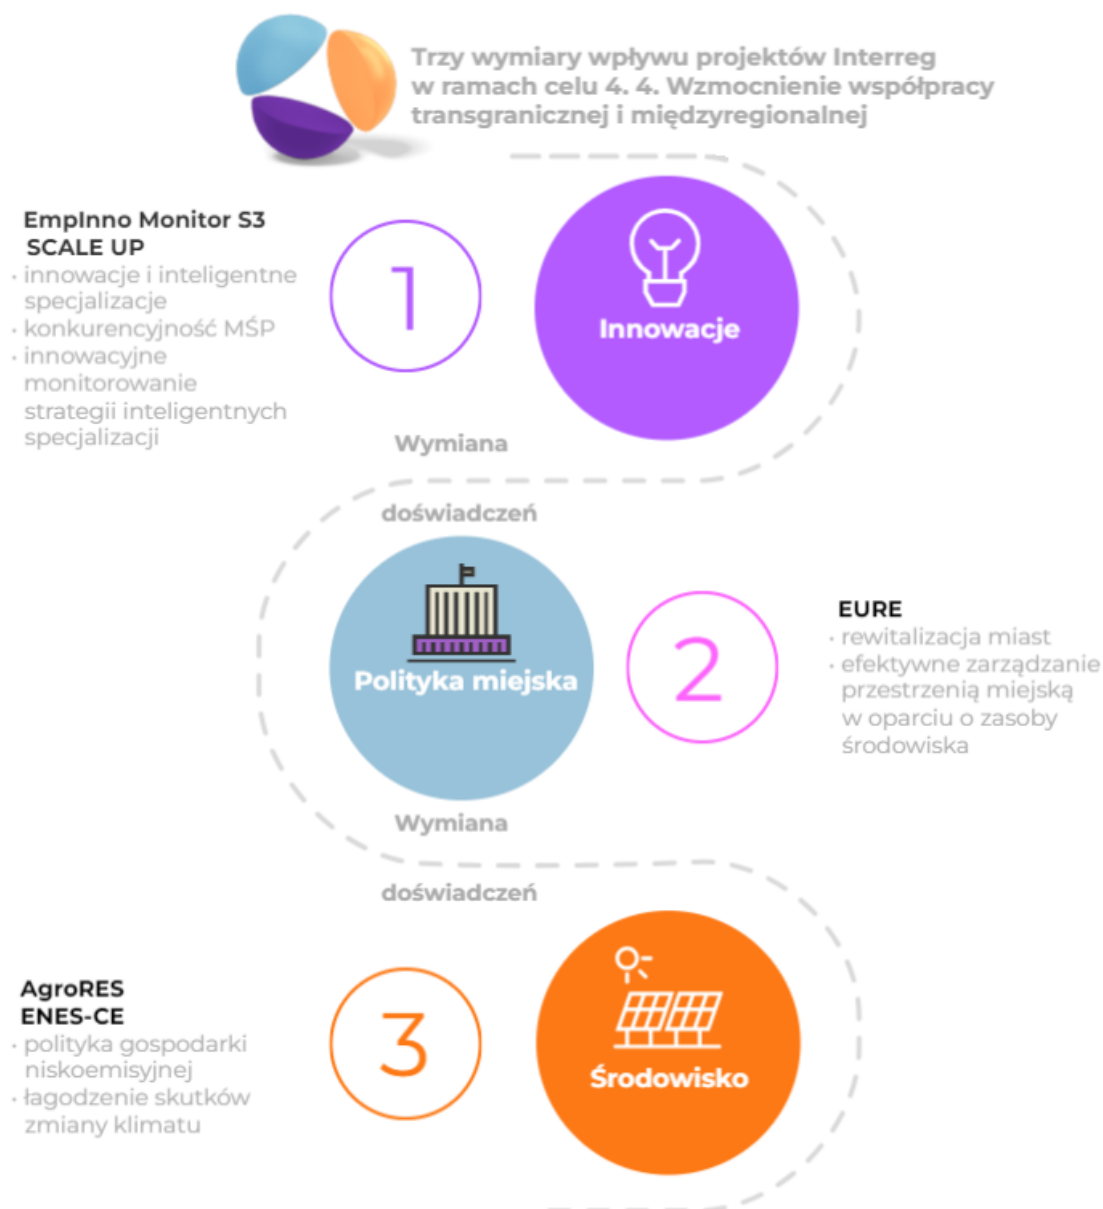 Trzy wymiary wpływu projektów Interreg
w ramach celu 4. 4. Wzmocnienie współpracy
transgranicznej i międzyregionalnej
EmpInno Monitor S3
SCALE UP
· innowacje i inteligentne
specjalizacje
· konkurencyjność MŚP
· innowacyjne
monitorowanie
strategii inteligentnych
specjalizacji
1
Innowacje
Wymiana
doświadczeń
Polityka miejska
2
EURE
· rewitalizacja miast
· efektywne zarządzanie
przestrzenią miejską
w oparciu o zasoby
środowiska
Wymiana
doświadczeń
AgroRES
ENES-CE
· polityka gospodarki
niskoemisyjnej
· łagodzenie skutków
zmiany klimatu
3
Środowisko